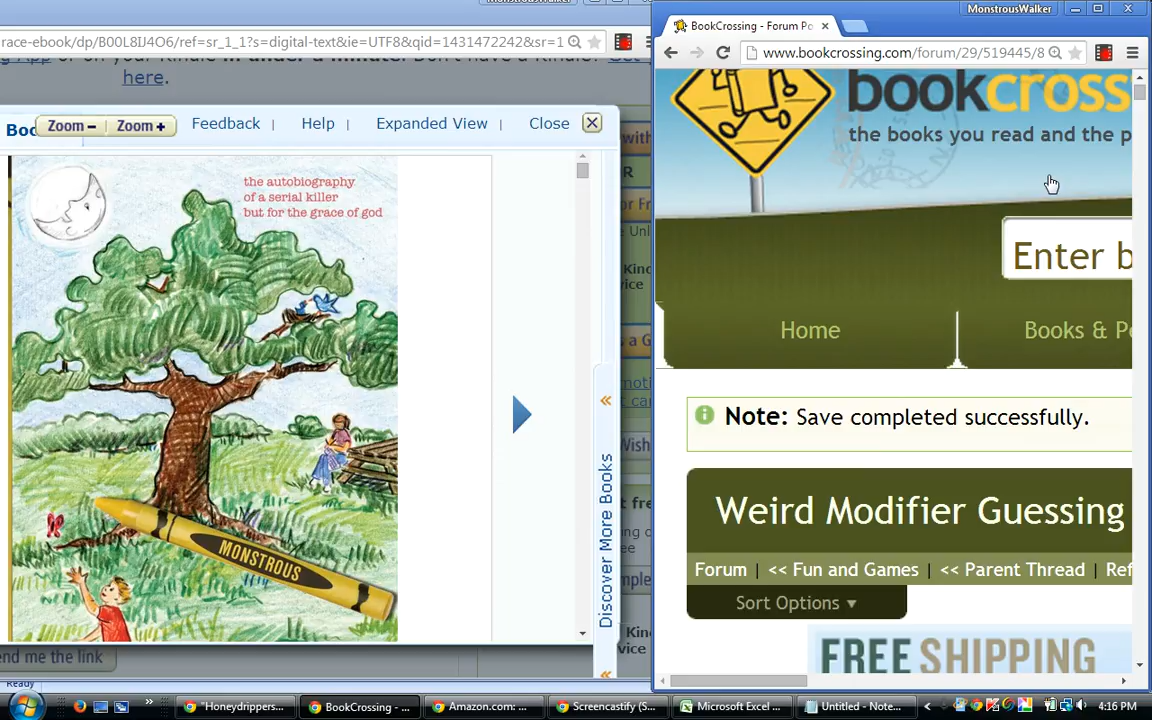 MonstrousWalker
MonstrousWalker
BookCrossing - Forum Po
race-ebook/dp/B00L8IJ4O6/ref=sr_1_1?s=digital-text&ie=UTF8&qid=1431472242&sr=1
www.bookcrossing.com/forum/29/519445/8
here.
Boo
Zoom −
Zoom +
Feedback |
Help |
Expanded View |
Close
the autobiography
of a serial killer
but for the grace of god
MONSTROUS
Discover More Books
end me the link
Ready
bookcross
the books you read and the p
Enter b
Home
Books & P
Note: Save completed successfully.
Weird Modifier Guessing
Forum | << Fun and Games | << Parent Thread | Ref
Sort Options ▼
FREE SHIPPING
"Honeydrippers...
BookCrossing - ...
Amazon.com: ...
Screencastify (S...
Microsoft Excel ...
Untitled - Note...
4:16 PM